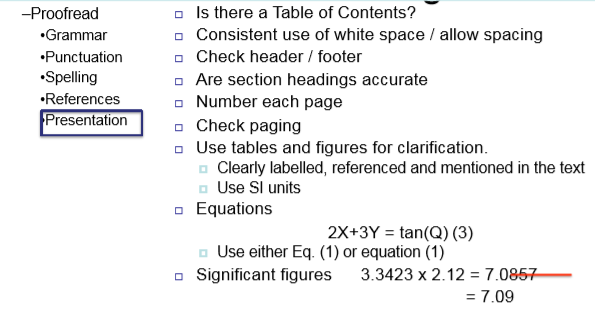 –Proofread
•Grammar
•Punctuation
•Spelling
•References
•Presentation
Is there a Table of Contents?
Consistent use of white space / allow spacing
Check header / footer
Are section headings accurate
Number each page
Check paging
Use tables and figures for clarification.
Clearly labelled, referenced and mentioned in the text
Use SI units
Equations
2X+3Y = tan(Q) (3)
Use either Eq. (1) or equation (1)
Significant figures 3.3423 x 2.12 = 7.0857
= 7.09